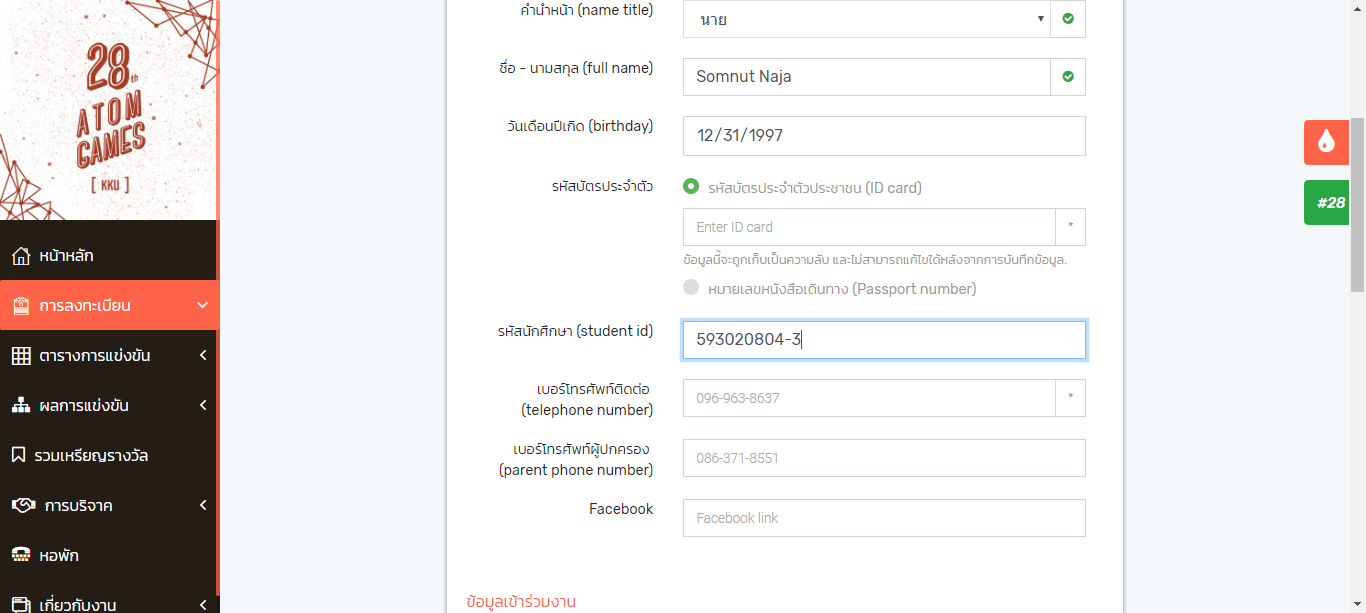 28th
ATOM
GAMES
[ KKU ]
หน้าหลัก
การลงทะเบียน
ตารางการแข่งขัน
ผลการแข่งขัน
รวมเหรียญรางวัล
การบริจาค
หอพัก
เกี่ยวกับงาน
คำนำหน้า (name title)
นาย
ชื่อ - นามสกุล (full name)
Somnut Naja
วันเดือนปีเกิด (birthday)
12/31/1997
รหัสบัตรประจำตัว
รหัสบัตรประจำตัวประชาชน (ID card)
Enter ID card
*
ข้อมูลนี้จะถูกเก็บเป็นความลับ และไม่สามารถแก้ไขได้หลังจากการบันทึกข้อมูล.
หมายเลขหนังสือเดินทาง (Passport number)
รหัสนักศึกษา (student id)
593020804-3
เบอร์โทรศัพท์ติดต่อ
(telephone number)
096-963-8637
*
เบอร์โทรศัพท์ผู้ปกครอง
(parent phone number)
086-371-8551
Facebook
Facebook link
ข้อมูลเข้าร่วมงาน
#28